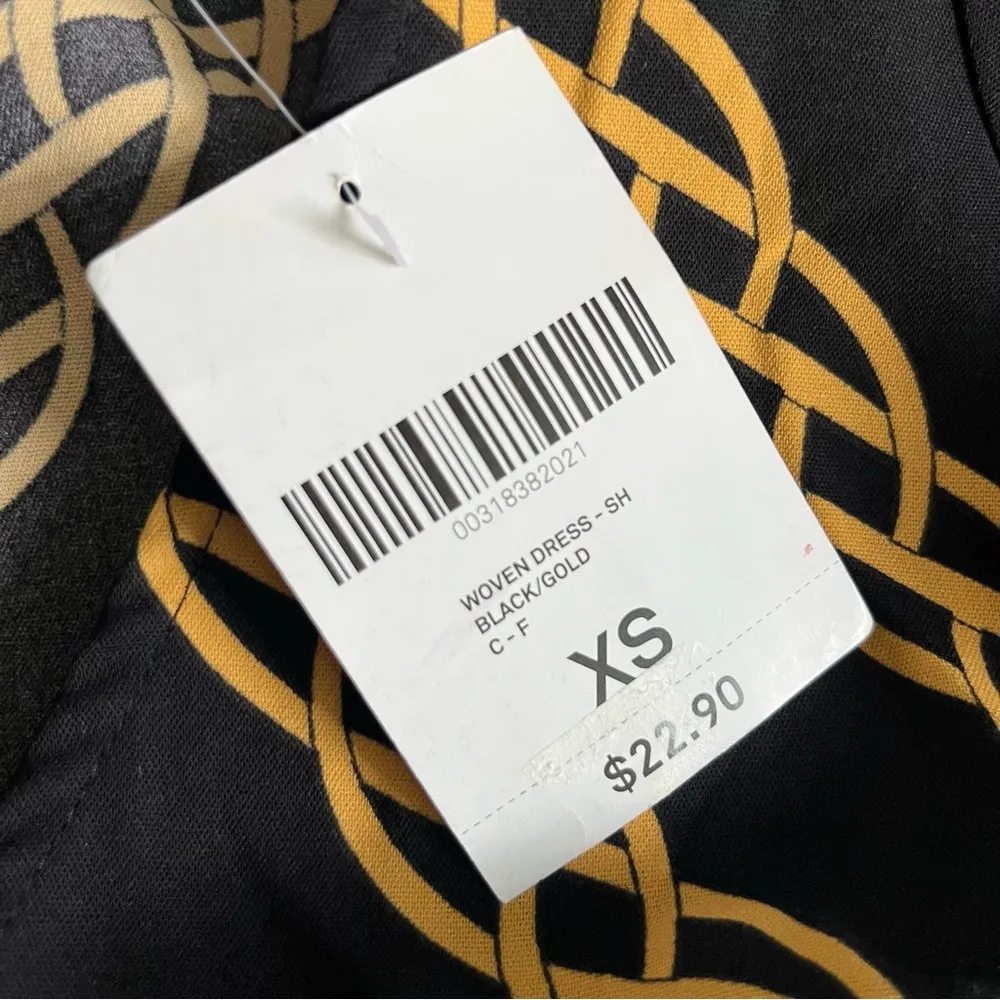 00318382021
WOVEN DRESS - SH
BLACK/GOLD
C - F
XS
$22.90